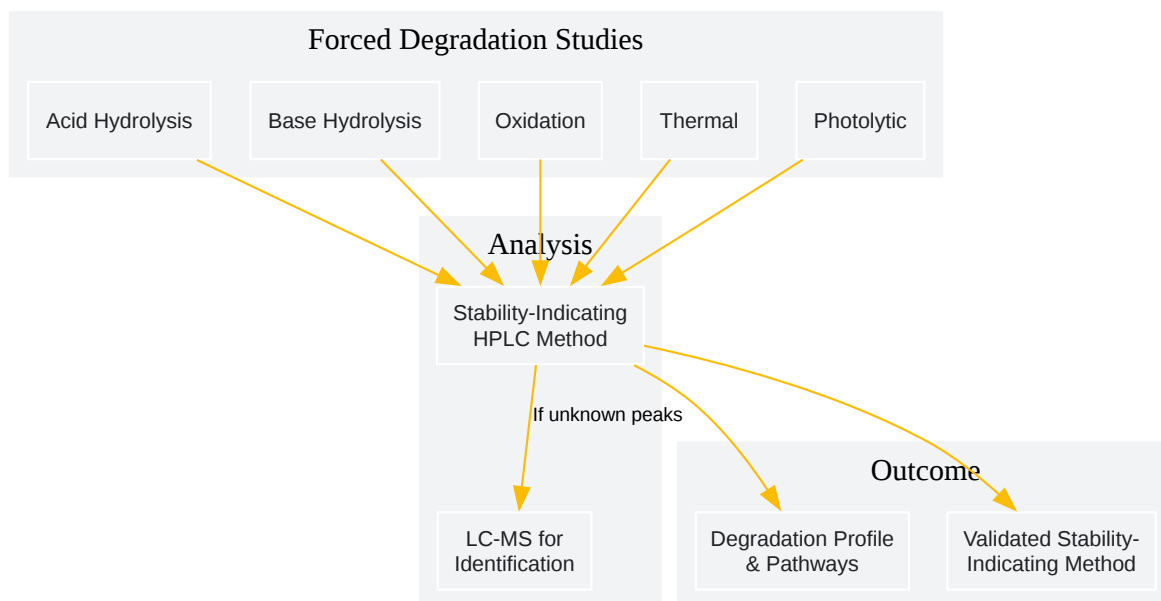 Forced Degradation Studies
Acid Hydrolysis
Base Hydrolysis
Oxidation
Thermal
Photolytic
Analysis
Stability-Indicating
HPLC Method
If unknown peaks
Outcome
LC-MS for
Identification
Degradation Profile
& Pathways
Validated Stability-
Indicating Method